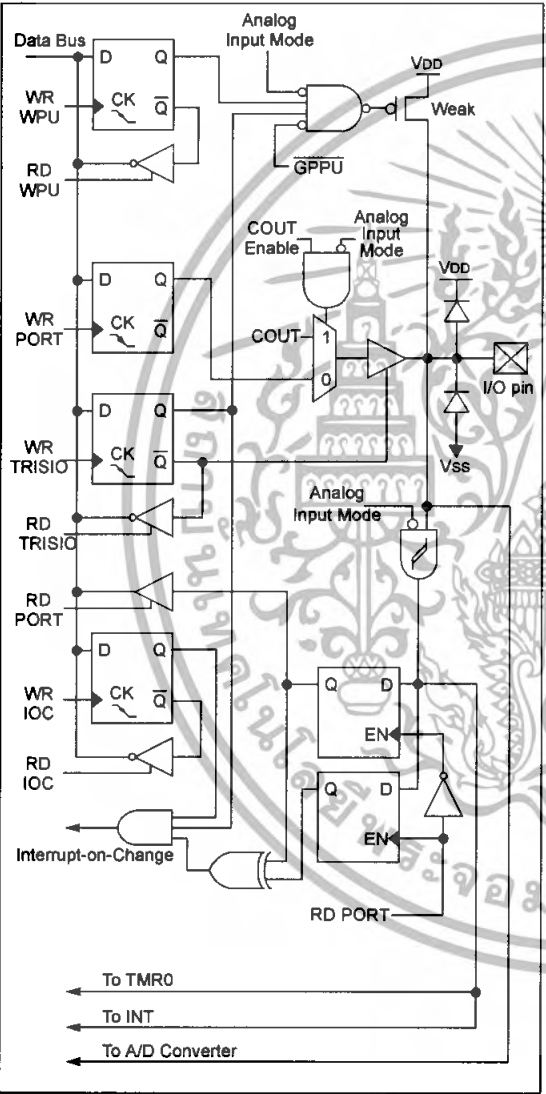 Analog
Input Mode
Data Bus
D Q
VDD
WR
WPU
CK Q
Weak
RD
WPU
GPPU
COUT
Enable
Analog
Input
Mode
D Q
VDD
WR
PORT
CK Q
COUT
1
0
I/O pin
D Q
WR
TRISIO
CK Q
VSS
Analog
Input Mode
RD
TRISIO
RD
PORT
D Q
WR
IOC
CK Q
Q D
EN
RD
IOC
Q D
EN
Interrupt-on-Change
RD PORT
To TMR0
To INT
To A/D Converter